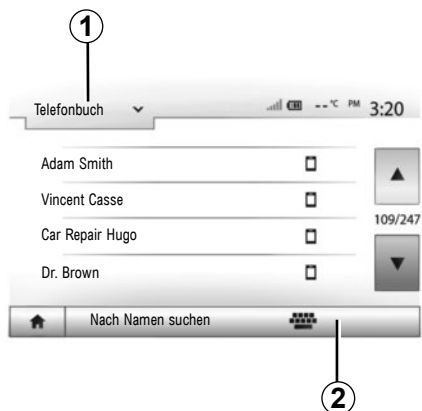 1
Telefonbuch -- °C PM 3:20
Adam Smith
Vincent Casse
109/247
Car Repair Hugo
Dr. Brown
Nach Namen suchen
2